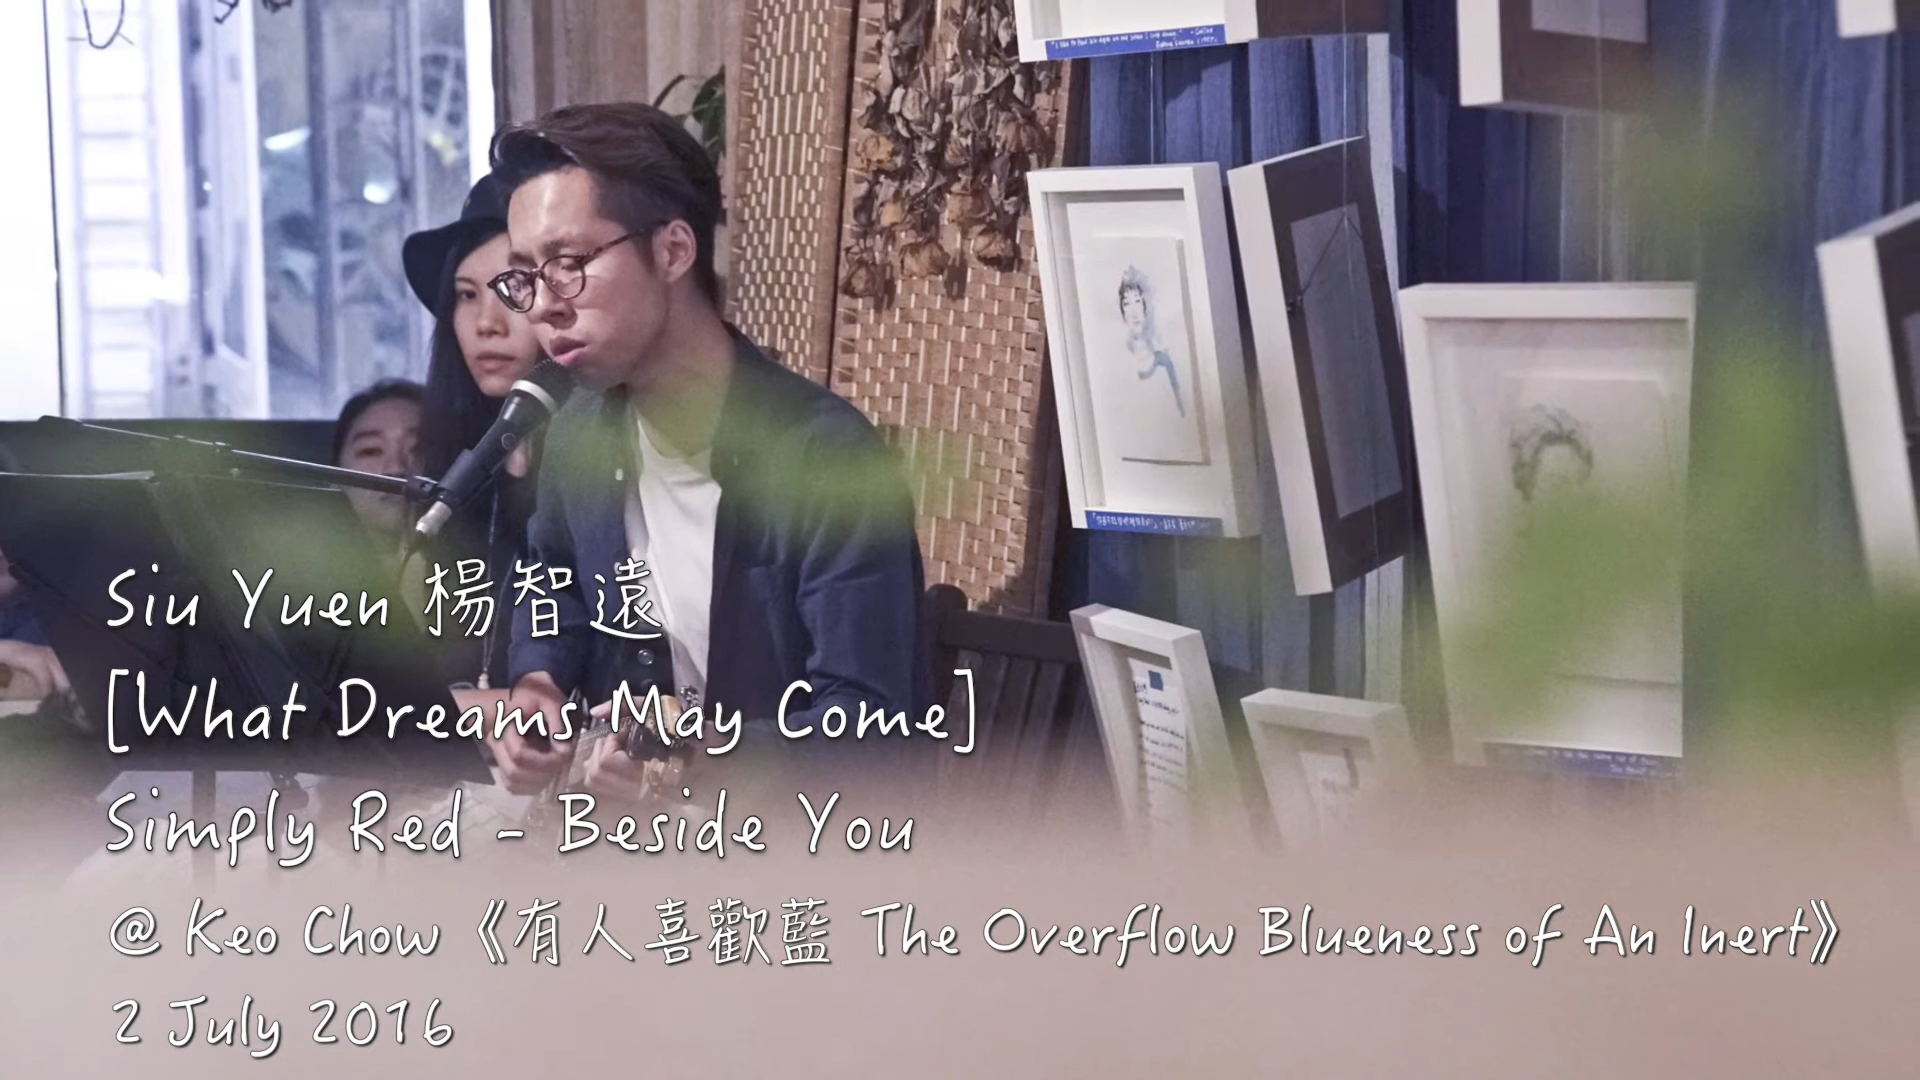 Siu Yuen 楊智遠
[What Dreams May Come]
Simply Red - Beside You
@ Keo Chow《有人喜歡藍 The Overflow Blueness of An Inert》
2 July 2016